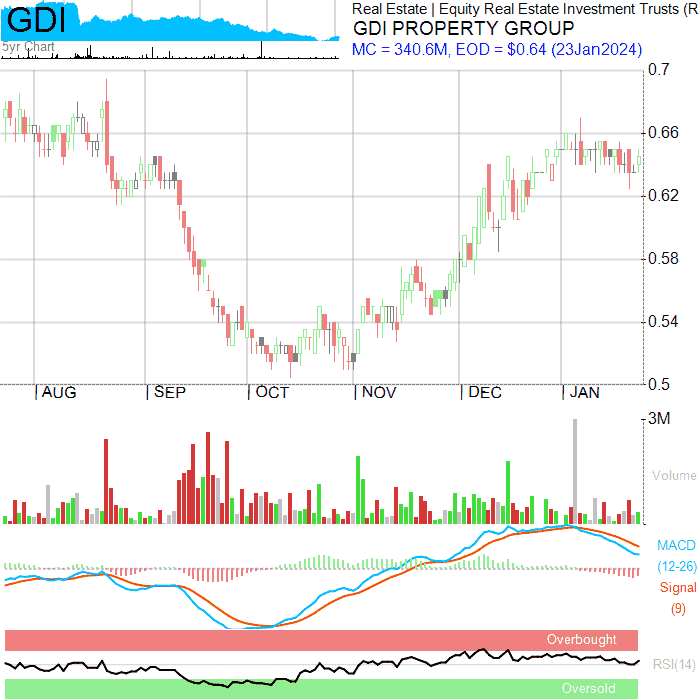 GDI
5yr Chart
Real Estate | Equity Real Estate Investment Trusts (R
GDI PROPERTY GROUP
MC = 340.6M, EOD = $0.64 (23Jan2024)
0.7
0.66
0.62
0.58
0.54
0.5
AUG SEP OCT NOV DEC JAN
3M
Volume
MACD
(12-26)
Signal
(9)
Overbought
RSI(14)
Oversold